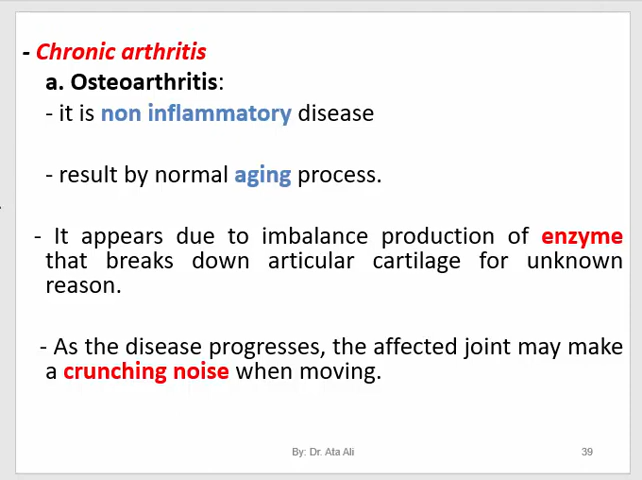 - Chronic arthritis
a. Osteoarthritis:
- it is non inflammatory disease
- result by normal aging process.
- It appears due to imbalance production of enzyme
that breaks down articular cartilage for unknown
reason.
- As the disease progresses, the affected joint may make
a crunching noise when moving.
By: Dr. Ata Ali
39